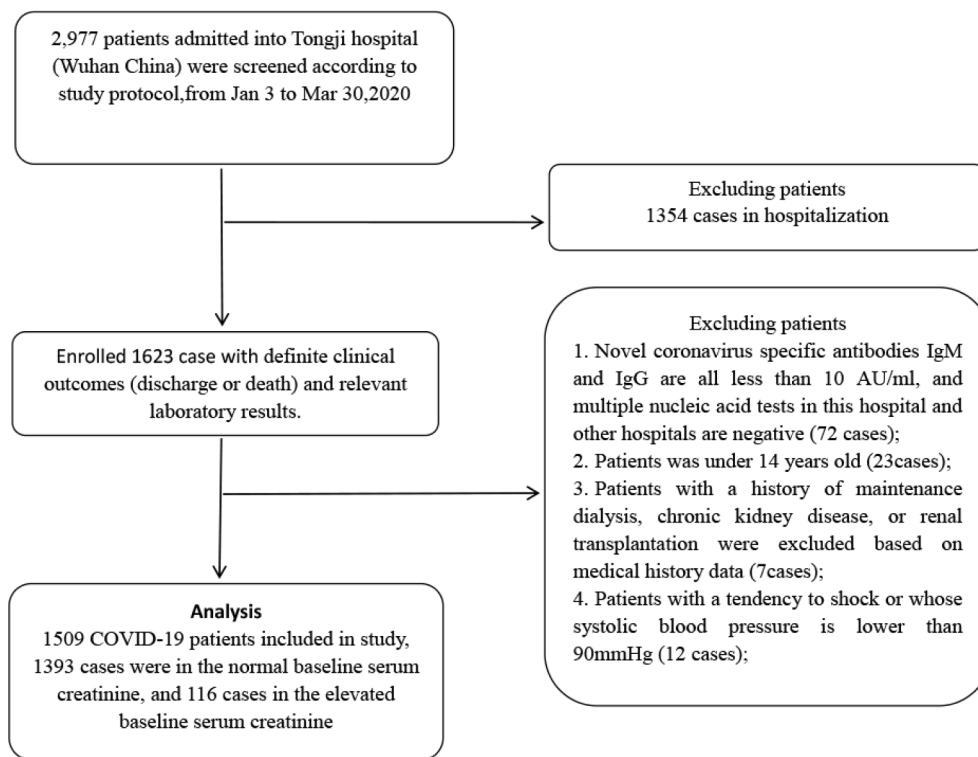 2,977 patients admitted into Tongji hospital
(Wuhan China) were screened according to
study protocol,from Jan 3 to Mar 30,2020
Excluding patients
1354 cases in hospitalization
Enrolled 1623 case with definite clinical
outcomes (discharge or death) and relevant
laboratory results.
Excluding patients
1. Novel coronavirus specific antibodies IgM
and IgG are all less than 10 AU/ml, and
multiple nucleic acid tests in this hospital and
other hospitals are negative (72 cases);
2. Patients was under 14 years old (23cases);
3. Patients with a history of maintenance
dialysis, chronic kidney disease, or renal
transplantation were excluded based on
medical history data (7cases);
4. Patients with a tendency to shock or whose
systolic blood pressure is lower than
90mmHg (12 cases);
Analysis
1509 COVID-19 patients included in study,
1393 cases were in the normal baseline serum
creatinine, and 116 cases in the elevated
baseline serum creatinine